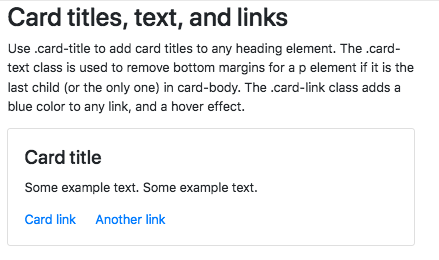 Card titles, text, and links
Use .card-title to add card titles to any heading element. The .card-
text class is used to remove bottom margins for a p element if it is the
last child (or the only one) in card-body. The .card-link class adds a
blue color to any link, and a hover effect.
Card title
Some example text. Some example text.
Card link Another link